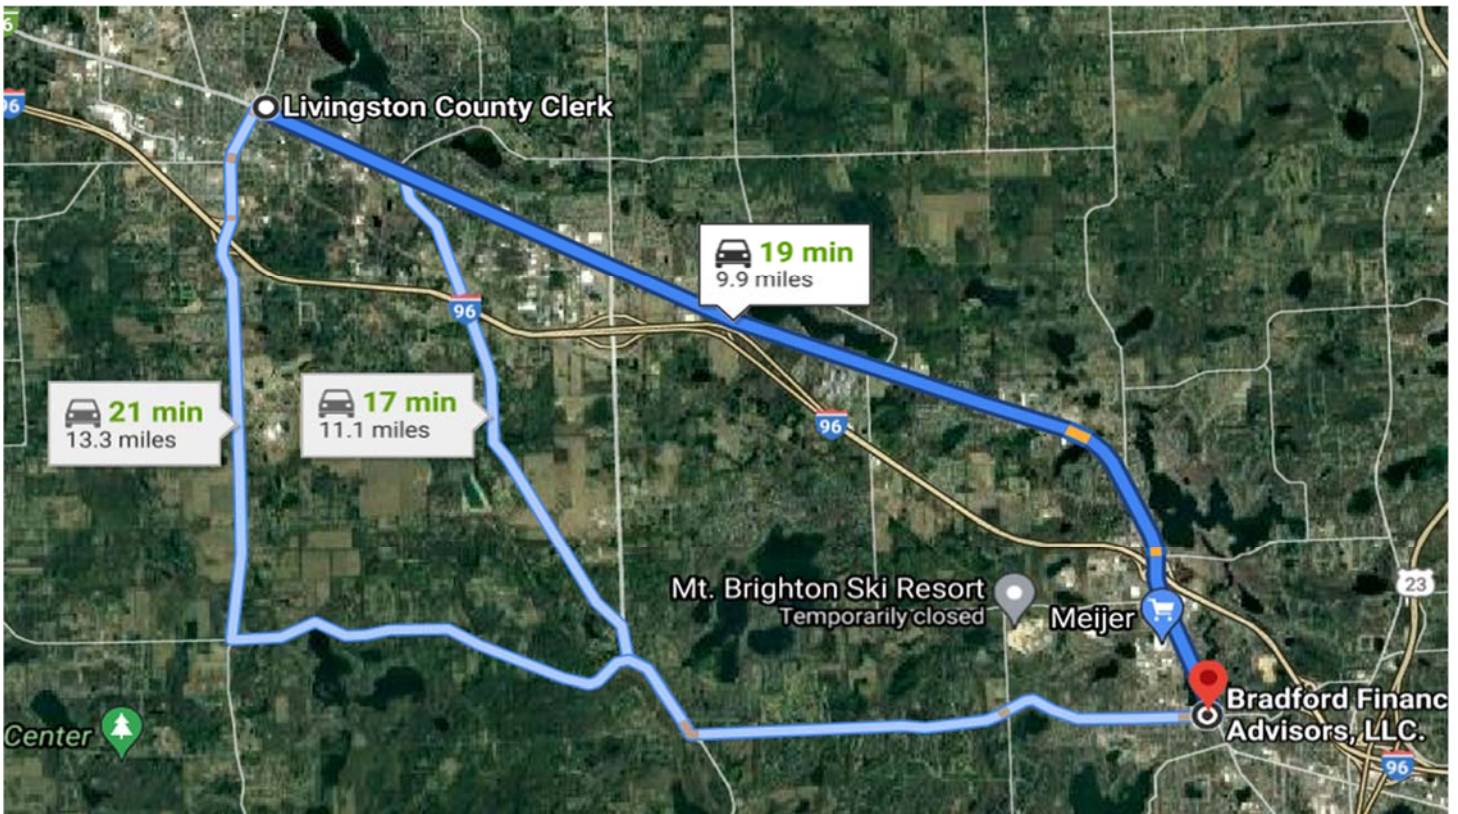 6
96
Livingston County Clerk
19 min
9.9 miles
96
21 min
13.3 miles
17 min
11.1 miles
96
Mt. Brighton Ski Resort
Temporarily closed
Meijer
23
Bradford Financ
Advisors, LLC.
Center
96